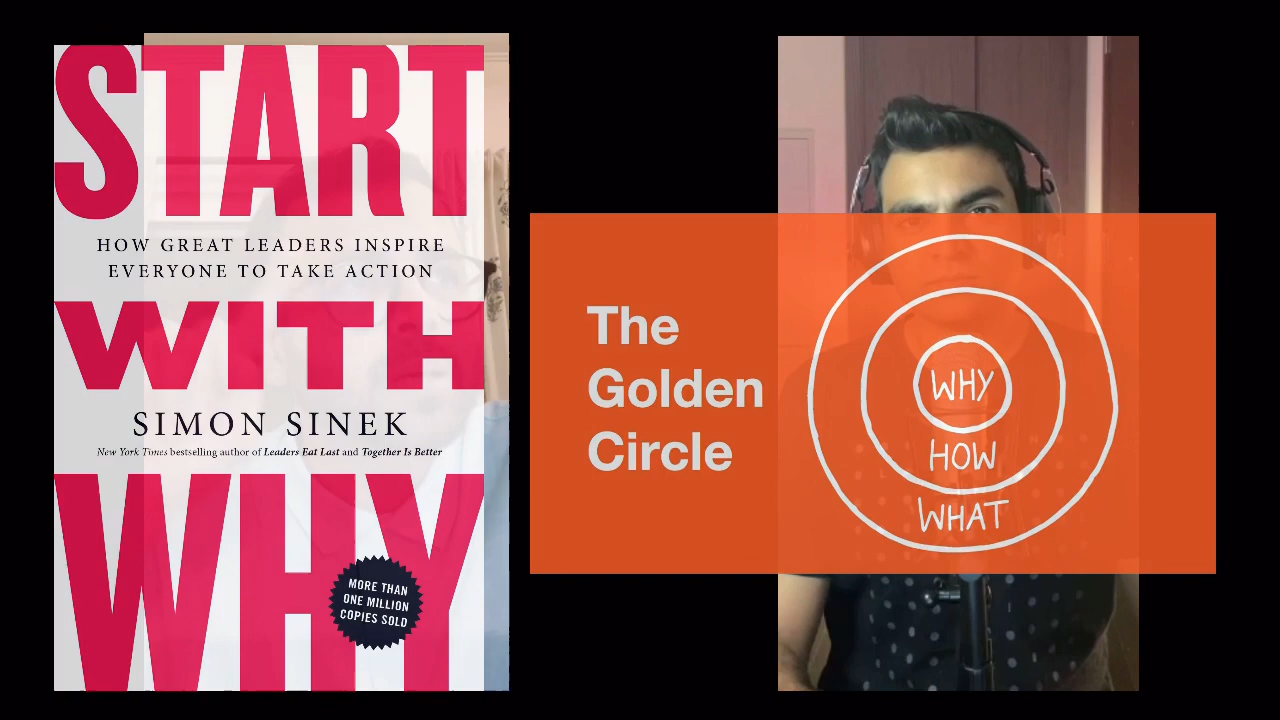 START
HOW GREAT LEADERS INSPIRE
EVERYONE TO TAKE ACTION
WITH
SIMON SINEK
New York Times bestselling author of Leaders Eat Last and Together Is Better
WHY
MORE THAN
ONE MILLION
COPIES SOLD
The
Golden
Circle
WHY
HOW
WHAT